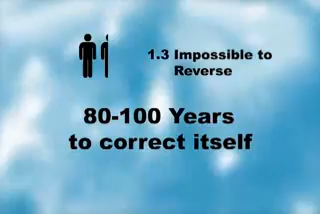 1.3 Impossible to
Reverse
80-100 Years
to correct itself